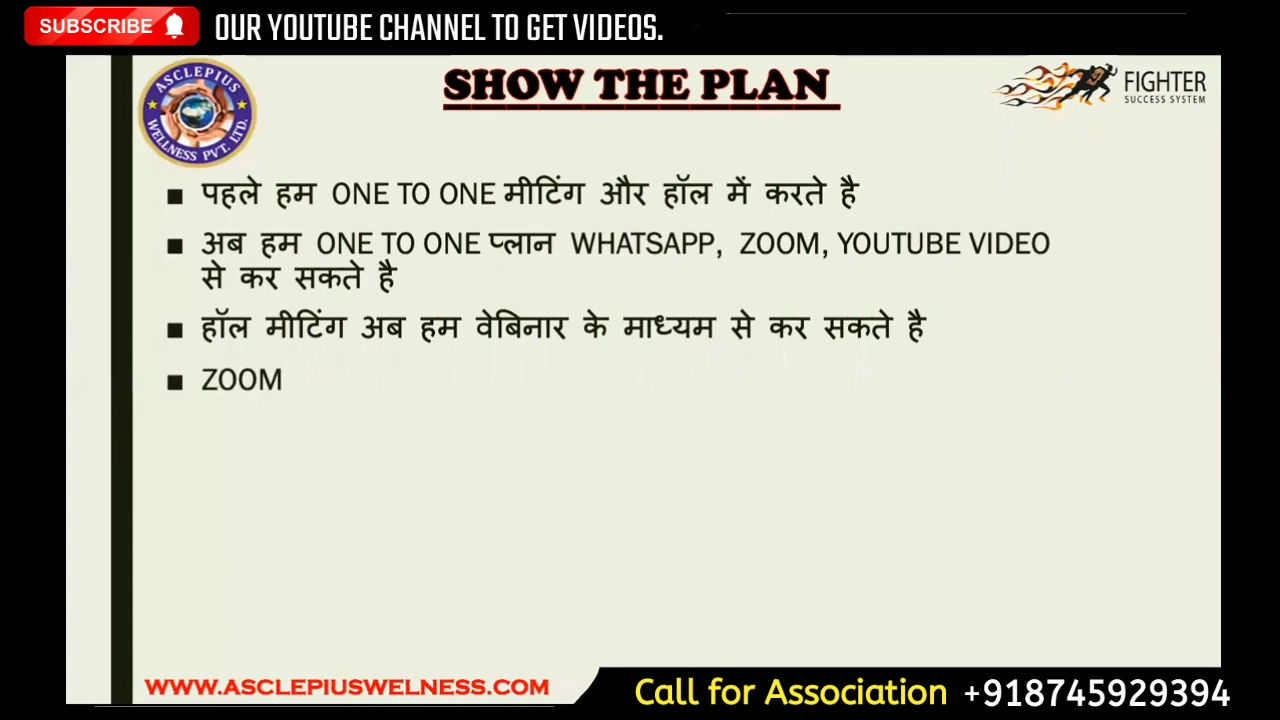 SUBSCRIBE OUR YOUTUBE CHANNEL TO GET VIDEOS.
ASCLEPIUS
WELLNESS PVT. LTD.
SHOW THE PLAN
FIGHTER
SUCCESS SYSTEM
■ पहले हम ONE TO ONE मीटिंग और हॉल में करते है
■ अब हम ONE TO ONE प्लान WHATSAPP, ZOOM, YOUTUBE VIDEO
से कर सकते है
■ हॉल मीटिंग अब हम वेबिनार के माध्यम से कर सकते है
■ ZOOM
WWW.ASCLEPIUSWELNESS.COM
Call for Association +918745929394